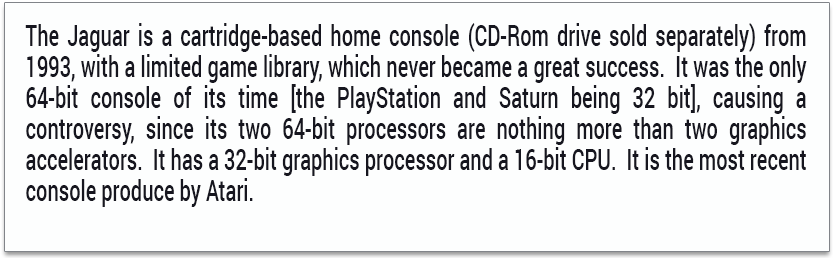 The Jaguar is a cartridge-based home console (CD-Rom drive sold separately) from
1993, with a limited game library, which never became a great success.  It was the only
64-bit console of its time [the PlayStation and Saturn being 32 bit], causing a
controversy, since its two 64-bit processors are nothing more than two graphics
accelerators.  It has a 32-bit graphics processor and a 16-bit CPU.  It is the most recent
console produce by Atari.